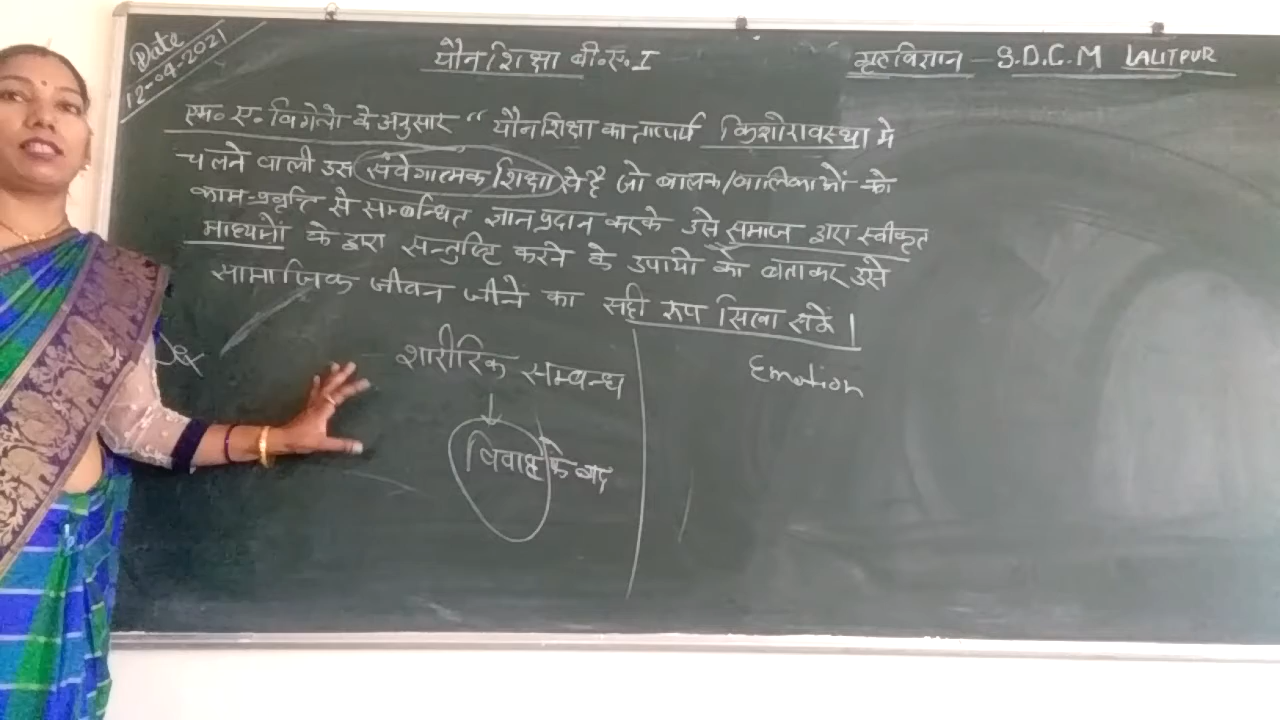 Date
12-04-2021
यौन शिक्षा बी०ए० I
गृहविज्ञान - S.D.C.M LALITPUR
एम० ए० विगेलो के अनुसार " यौन शिक्षा का तात्पर्य किशोरावस्था मे
चलने वाली उस संवेगात्मक शिक्षा से है जो बालक/बालिकाओं को
काम-प्रवृत्ति से सम्बन्धित ज्ञान प्रदान करके उसे समाज द्वारा स्वीकृत
माध्यमों के द्वारा सन्तुष्टि करने के उपायो को बताकर उसे
सामाजिक जीवन जीने का सही रूप सिखा सकें।
शारीरिक सम्बन्ध
↓
विवाह के बाद
Emotion